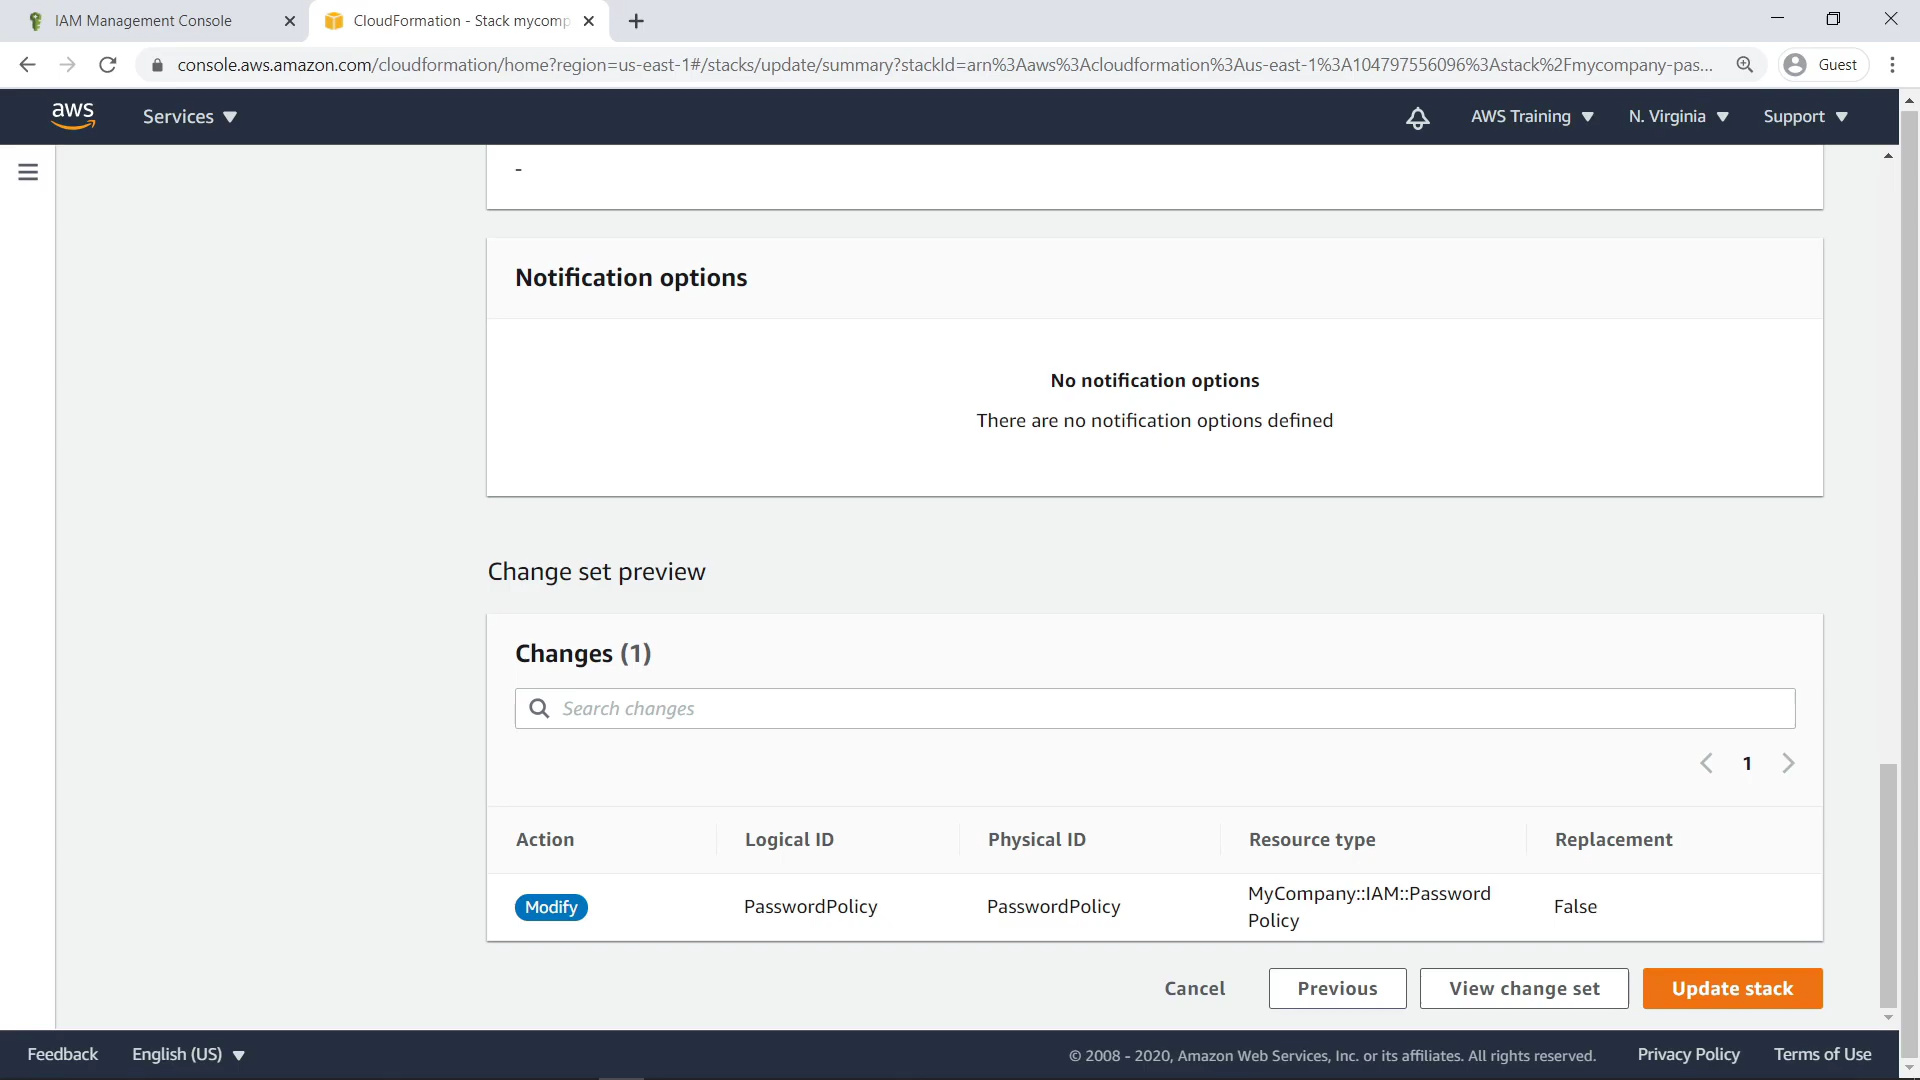 IAM Management Console
CloudFormation - Stack mycomp
console.aws.amazon.com/cloudformation/home?region=us-east-1#/stacks/update/summary?stackId=arn%3Aaws%3Acloudformation%3Aus-east-1%3A104797556096%3Astack%2Fmycompany-pas...
Guest
aws
Services
AWS Training
N. Virginia
Support
-
Notification options
No notification options
There are no notification options defined
Change set preview
Changes (1)
Search changes
1
Action Logical ID Physical ID Resource type Replacement
Modify PasswordPolicy PasswordPolicy MyCompany::IAM::Password False
Policy
Cancel Previous View change set Update stack
Feedback English (US) © 2008 - 2020, Amazon Web Services, Inc. or its affiliates. All rights reserved. Privacy Policy Terms of Use